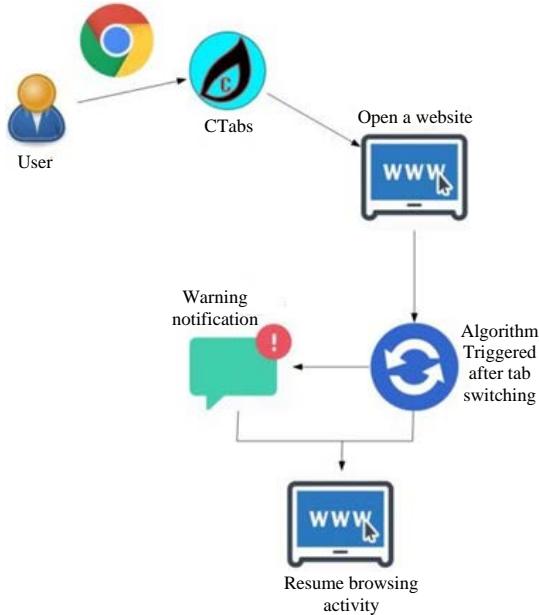 C
CTabs
User
Open a website
WWW
Warning
notification
!
Algorithm
Triggered
after tab
switching
WWW
Resume browsing
activity